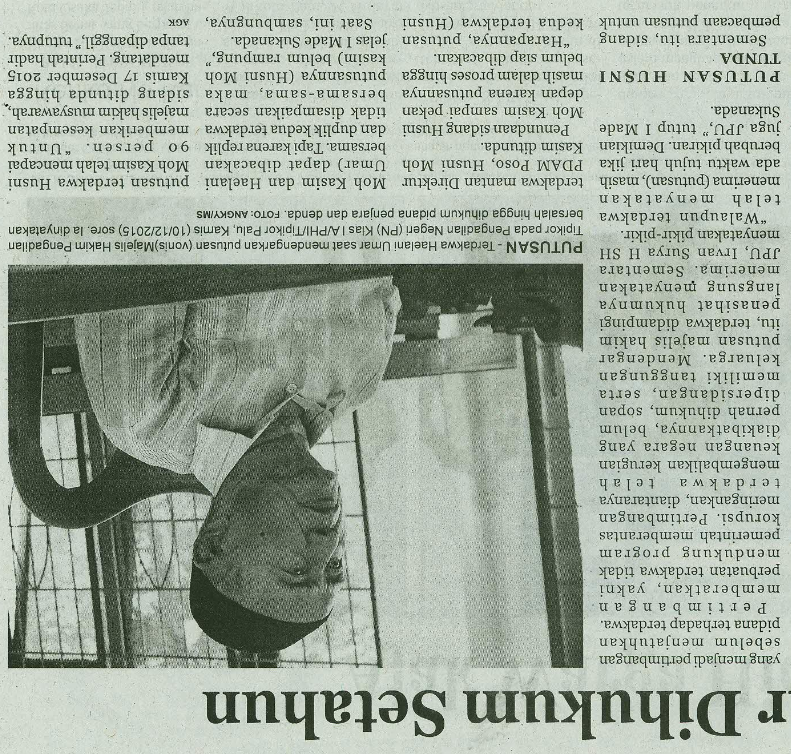 r Dihukum Setahun
yang menjadi pertimbangan
sebelum menjatuhkan
pidana terhadap terdakwa.
Pertimbangan
memberatkan, yakni
perbuatan terdakwa tidak
mendukung program
pemerintah memberantas
korupsi. Pertimbangan
meringankan, diantaranya
terdakwa telah
mengembalikan kerugian
keuangan negara yang
diakibatkannya, belum
pernah dihukum, sopan
dipersidangan, serta
memiliki tanggungan
keluarga. Mendengar
putusan majelis hakim
itu, terdakwa didampingi
penasihat hukumnya
langsung menyatakan
menerima. Sementara
JPU, Irvan Surya H SH
menyatakan pikir-pikir.
"Walaupun terdakwa
telah menyatakan
menerima (putusan), masih
ada waktu tujuh hari jika
berubah pikiran. Demikian
juga JPU," tutup I Made
Sukanada.
PUTUSAN HUSNI
TUNDA
Sementara itu, sidang
pembacaan putusan untuk
PUTUSAN - Terdakwa Haelani Umar saat mendengarkan putusan (vonis)Majelis Hakim Pengadilan
Tipikor pada Pengadilan Negeri (PN) Klas I A/PHI/Tipikor Palu, Kamis (10/12/2015) sore. Ia dinyatakan
bersalah hingga dihukum pidana penjara dan denda. FOTO: ANGKY/MS
terdakwa mantan Direktur
PDAM Poso, Husni Moh
Kasim ditunda.
Penundaan sidang Husni
Moh Kasim sampai pekan
depan karena putusannya
masih dalam proses hingga
belum siap dibacakan.
"Harapannya, putusan
kedua terdakwa (Husni
Moh Kasim dan Haelani
Umar) dapat dibacakan
bersama. Tapi karena replik
dan duplik kedua terdakwa
tidak disampaikan secara
bersama-sama, maka
putusannya (Husni Moh
kasim) belum rampung,"
jelas I Made Sukanada.
Saat ini, sambungnya,
putusan terdakwa Husni
Moh Kasim telah mencapai
90 persen. "Untuk
memberikan kesempatan
majelis hakim musyawarah,
sidang ditunda hingga
Kamis 17 Desember 2015
mendatang. Perintah hadir
tanpa dipanggil," tutupnya.
AGK